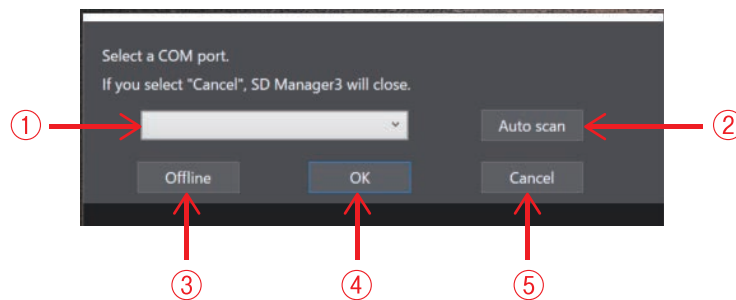 Select a COM port.
If you select "Cancel", SD Manager3 will close.
① Auto scan ②
Offline OK Cancel
③ ④ ⑤